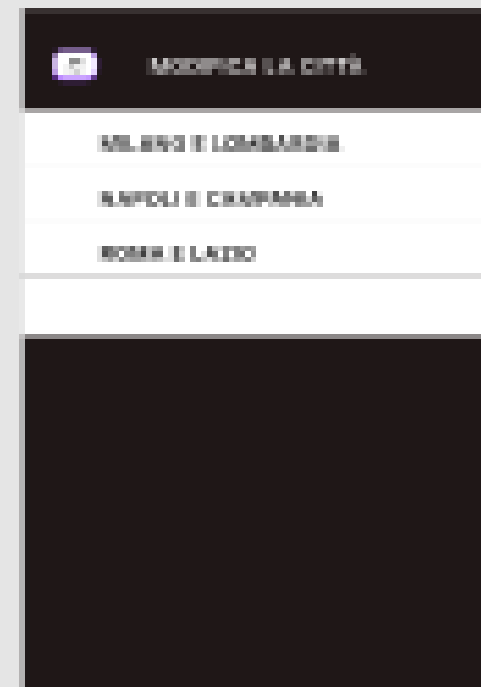 MODIFICA LA CITTÀ
MILANO E LOMBARDIA
NAPOLI E CAMPANIA
ROMA E LAZIO